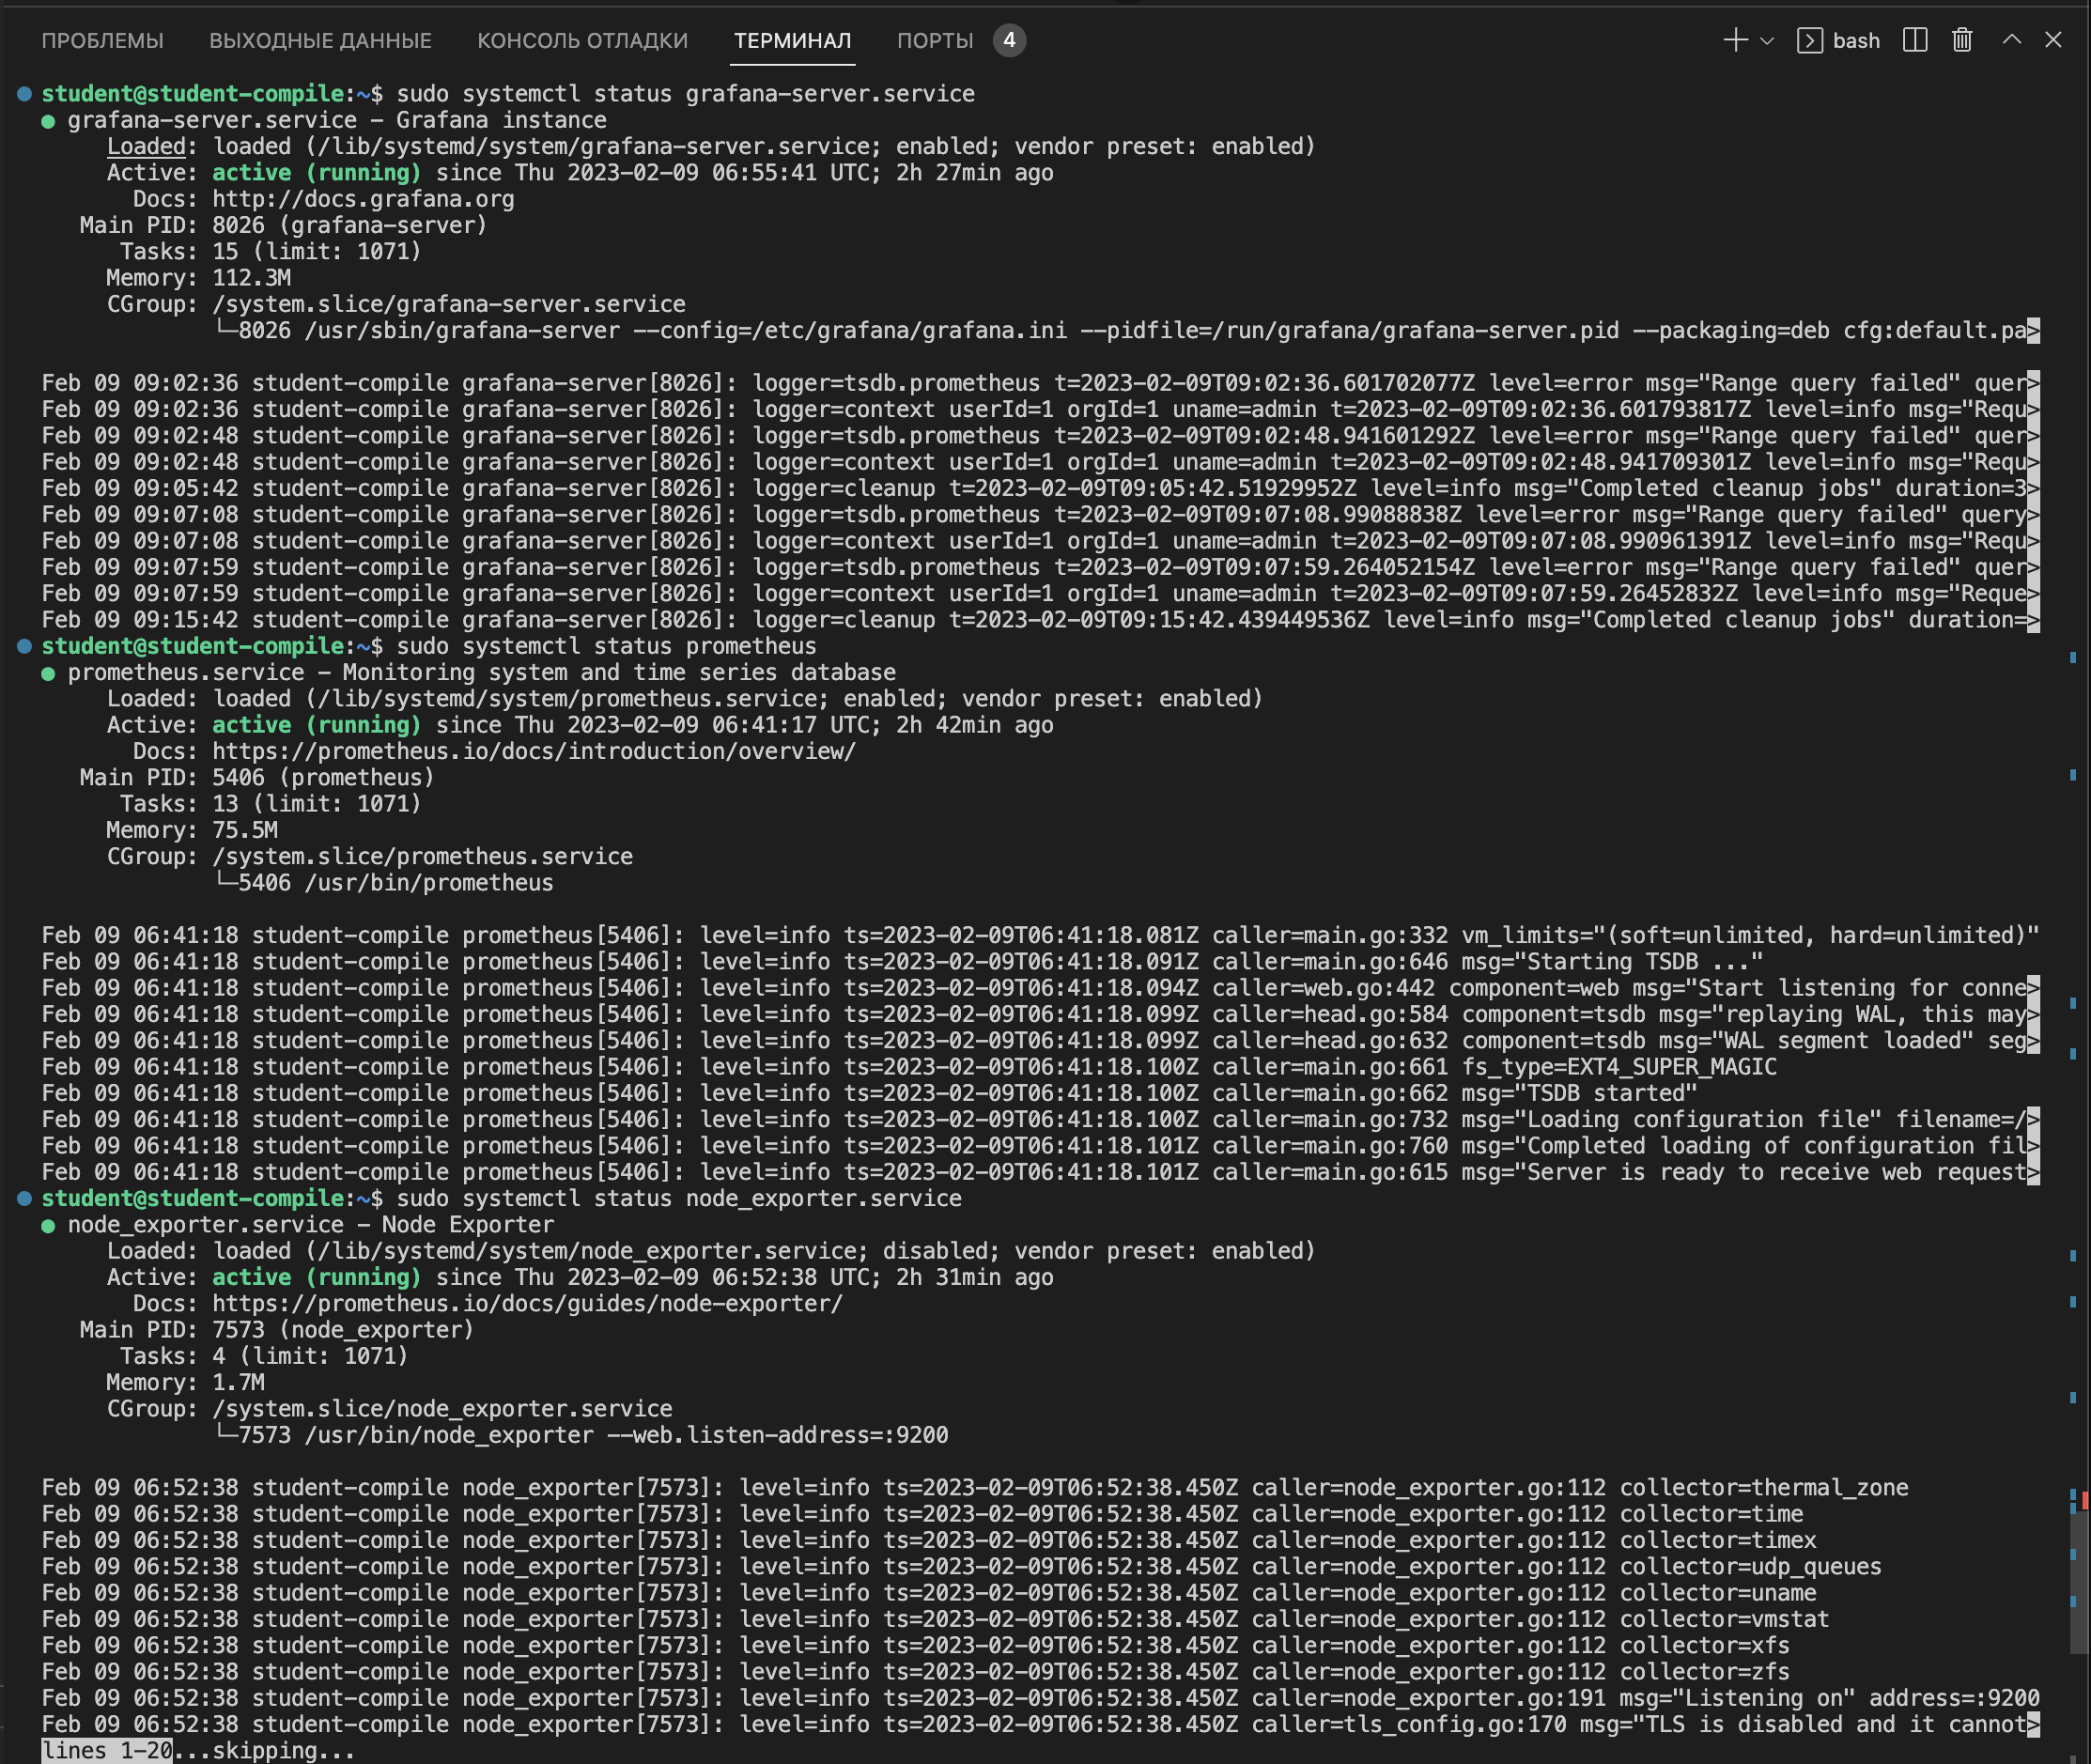 ПРОБЛЕМЫ ВЫХОДНЫЕ ДАННЫЕ КОНСОЛЬ ОТЛАДКИ ТЕРМИНАЛ ПОРТЫ 4 bash
student@student-compile:~$ sudo systemctl status grafana-server.service
● grafana-server.service – Grafana instance
Loaded: loaded (/lib/systemd/system/grafana-server.service; enabled; vendor preset: enabled)
Active: active (running) since Thu 2023-02-09 06:55:41 UTC; 2h 27min ago
Docs: http://docs.grafana.org
Main PID: 8026 (grafana-server)
Tasks: 15 (limit: 1071)
Memory: 112.3M
CGroup: /system.slice/grafana-server.service
└─8026 /usr/sbin/grafana-server --config=/etc/grafana/grafana.ini --pidfile=/run/grafana/grafana-server.pid --packaging=deb cfg:default.pa>
Feb 09 09:02:36 student-compile grafana-server[8026]: logger=tsdb.prometheus t=2023-02-09T09:02:36.601702077Z level=error msg="Range query failed" quer>
Feb 09 09:02:36 student-compile grafana-server[8026]: logger=context userId=1 orgId=1 uname=admin t=2023-02-09T09:02:36.601793817Z level=info msg="Requ>
Feb 09 09:02:48 student-compile grafana-server[8026]: logger=tsdb.prometheus t=2023-02-09T09:02:48.941601292Z level=error msg="Range query failed" quer>
Feb 09 09:02:48 student-compile grafana-server[8026]: logger=context userId=1 orgId=1 uname=admin t=2023-02-09T09:02:48.941709301Z level=info msg="Requ>
Feb 09 09:05:42 student-compile grafana-server[8026]: logger=cleanup t=2023-02-09T09:05:42.51929952Z level=info msg="Completed cleanup jobs" duration=3>
Feb 09 09:07:08 student-compile grafana-server[8026]: logger=tsdb.prometheus t=2023-02-09T09:07:08.99088838Z level=error msg="Range query failed" query>
Feb 09 09:07:08 student-compile grafana-server[8026]: logger=context userId=1 orgId=1 uname=admin t=2023-02-09T09:07:08.990961391Z level=info msg="Requ>
Feb 09 09:07:59 student-compile grafana-server[8026]: logger=tsdb.prometheus t=2023-02-09T09:07:59.264052154Z level=error msg="Range query failed" quer>
Feb 09 09:07:59 student-compile grafana-server[8026]: logger=context userId=1 orgId=1 uname=admin t=2023-02-09T09:07:59.26452832Z level=info msg="Reque>
Feb 09 09:15:42 student-compile grafana-server[8026]: logger=cleanup t=2023-02-09T09:15:42.439449536Z level=info msg="Completed cleanup jobs" duration=>
student@student-compile:~$ sudo systemctl status prometheus
● prometheus.service – Monitoring system and time series database
Loaded: loaded (/lib/systemd/system/prometheus.service; enabled; vendor preset: enabled)
Active: active (running) since Thu 2023-02-09 06:41:17 UTC; 2h 42min ago
Docs: https://prometheus.io/docs/introduction/overview/
Main PID: 5406 (prometheus)
Tasks: 13 (limit: 1071)
Memory: 75.5M
CGroup: /system.slice/prometheus.service
└─5406 /usr/bin/prometheus
Feb 09 06:41:18 student-compile prometheus[5406]: level=info ts=2023-02-09T06:41:18.081Z caller=main.go:332 vm_limits="(soft=unlimited, hard=unlimited)"
Feb 09 06:41:18 student-compile prometheus[5406]: level=info ts=2023-02-09T06:41:18.091Z caller=main.go:646 msg="Starting TSDB ..."
Feb 09 06:41:18 student-compile prometheus[5406]: level=info ts=2023-02-09T06:41:18.094Z caller=web.go:442 component=web msg="Start listening for conne>
Feb 09 06:41:18 student-compile prometheus[5406]: level=info ts=2023-02-09T06:41:18.099Z caller=head.go:584 component=tsdb msg="replaying WAL, this may>
Feb 09 06:41:18 student-compile prometheus[5406]: level=info ts=2023-02-09T06:41:18.099Z caller=head.go:632 component=tsdb msg="WAL segment loaded" seg>
Feb 09 06:41:18 student-compile prometheus[5406]: level=info ts=2023-02-09T06:41:18.100Z caller=main.go:661 fs_type=EXT4_SUPER_MAGIC
Feb 09 06:41:18 student-compile prometheus[5406]: level=info ts=2023-02-09T06:41:18.100Z caller=main.go:662 msg="TSDB started"
Feb 09 06:41:18 student-compile prometheus[5406]: level=info ts=2023-02-09T06:41:18.100Z caller=main.go:732 msg="Loading configuration file" filename=/>
Feb 09 06:41:18 student-compile prometheus[5406]: level=info ts=2023-02-09T06:41:18.101Z caller=main.go:760 msg="Completed loading of configuration fil>
Feb 09 06:41:18 student-compile prometheus[5406]: level=info ts=2023-02-09T06:41:18.101Z caller=main.go:615 msg="Server is ready to receive web request>
student@student-compile:~$ sudo systemctl status node_exporter.service
● node_exporter.service – Node Exporter
Loaded: loaded (/lib/systemd/system/node_exporter.service; disabled; vendor preset: enabled)
Active: active (running) since Thu 2023-02-09 06:52:38 UTC; 2h 31min ago
Docs: https://prometheus.io/docs/guides/node-exporter/
Main PID: 7573 (node_exporter)
Tasks: 4 (limit: 1071)
Memory: 1.7M
CGroup: /system.slice/node_exporter.service
└─7573 /usr/bin/node_exporter --web.listen-address=:9200
Feb 09 06:52:38 student-compile node_exporter[7573]: level=info ts=2023-02-09T06:52:38.450Z caller=node_exporter.go:112 collector=thermal_zone
Feb 09 06:52:38 student-compile node_exporter[7573]: level=info ts=2023-02-09T06:52:38.450Z caller=node_exporter.go:112 collector=time
Feb 09 06:52:38 student-compile node_exporter[7573]: level=info ts=2023-02-09T06:52:38.450Z caller=node_exporter.go:112 collector=timex
Feb 09 06:52:38 student-compile node_exporter[7573]: level=info ts=2023-02-09T06:52:38.450Z caller=node_exporter.go:112 collector=udp_queues
Feb 09 06:52:38 student-compile node_exporter[7573]: level=info ts=2023-02-09T06:52:38.450Z caller=node_exporter.go:112 collector=uname
Feb 09 06:52:38 student-compile node_exporter[7573]: level=info ts=2023-02-09T06:52:38.450Z caller=node_exporter.go:112 collector=vmstat
Feb 09 06:52:38 student-compile node_exporter[7573]: level=info ts=2023-02-09T06:52:38.450Z caller=node_exporter.go:112 collector=xfs
Feb 09 06:52:38 student-compile node_exporter[7573]: level=info ts=2023-02-09T06:52:38.450Z caller=node_exporter.go:112 collector=zfs
Feb 09 06:52:38 student-compile node_exporter[7573]: level=info ts=2023-02-09T06:52:38.450Z caller=node_exporter.go:191 msg="Listening on" address=:9200
Feb 09 06:52:38 student-compile node_exporter[7573]: level=info ts=2023-02-09T06:52:38.450Z caller=tls_config.go:170 msg="TLS is disabled and it cannot>
lines 1-20...skipping...